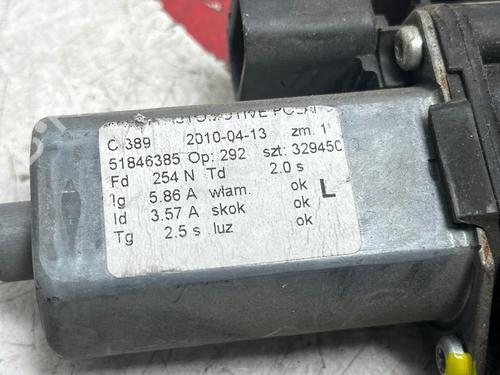 C 389 2010-04-13 zm. 1
51846385 Op: 292 szt: 329450
Fd 254 N Td 2.0 s
Ig 5.86 A włam. ok L
Id 3.57 A skok ok
Tg 2.5 s luz ok